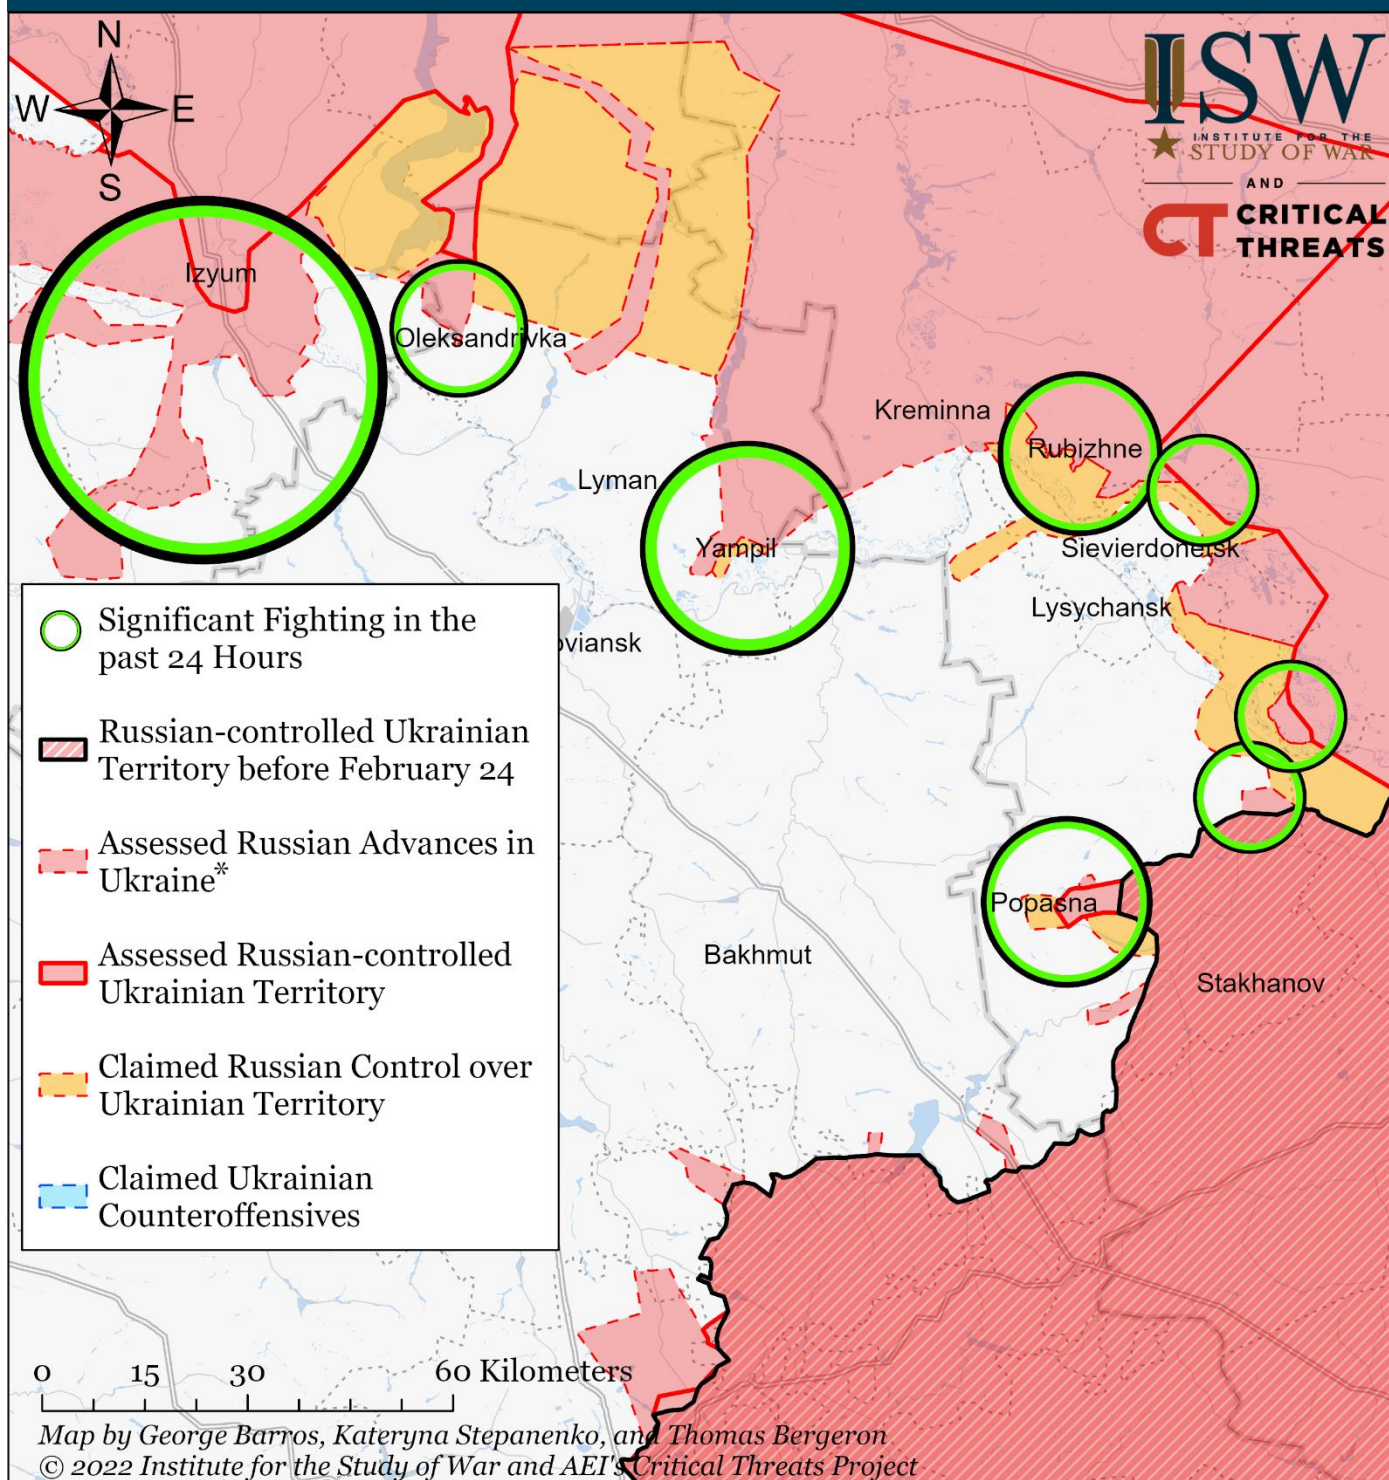 N
W E
S
ISW
INSTITUTE FOR THE
STUDY OF WAR
AND
CT CRITICAL
THREATS
Izyum
Oleksandrivka
Kreminna
Rubizhne
Lyman
Yampil
Sievierdonetsk
Lysychansk
oviansk
Popasna
Bakhmut
Stakhanov
Significant Fighting in the
past 24 Hours
Russian-controlled Ukrainian
Territory before February 24
Assessed Russian Advances in
Ukraine*
Assessed Russian-controlled
Ukrainian Territory
Claimed Russian Control over
Ukrainian Territory
Claimed Ukrainian
Counteroffensives
0 15 30 60 Kilometers
Map by George Barros, Kateryna Stepanenko, and Thomas Bergeron
© 2022 Institute for the Study of War and AEI's Critical Threats Project